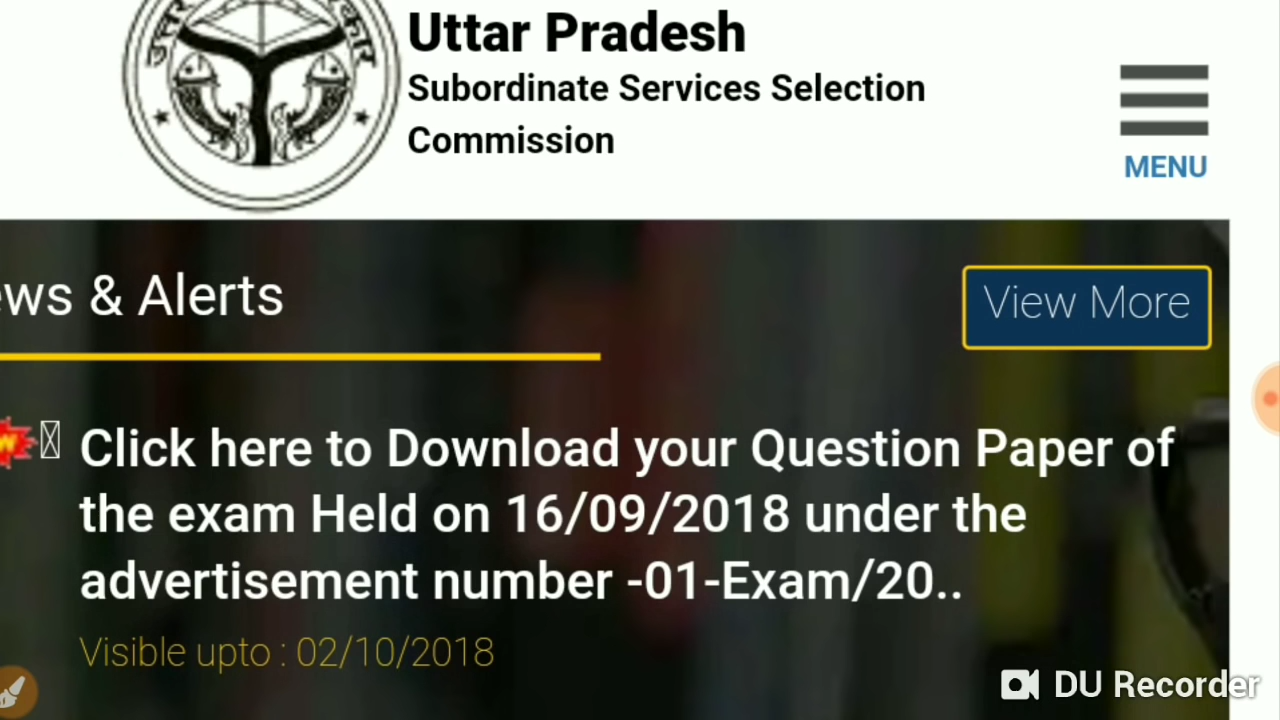 Uttar Pradesh
Subordinate Services Selection
Commission
MENU
ews & Alerts
View More
Click here to Download your Question Paper of
the exam Held on 16/09/2018 under the
advertisement number -01-Exam/20..
Visible upto : 02/10/2018
DU Recorder